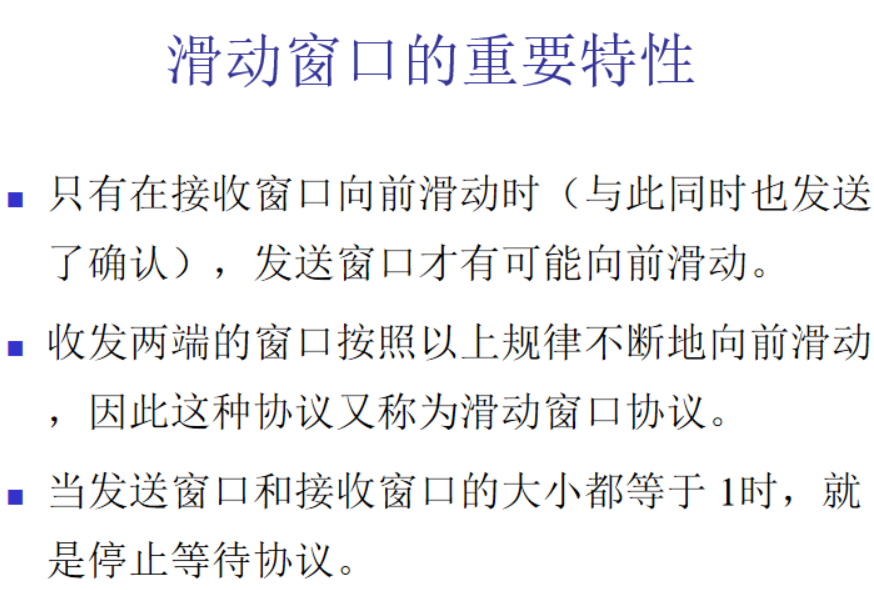 滑动窗口的重要特性
■ 只有在接收窗口向前滑动时（与此同时也发送
了确认），发送窗口才有可能向前滑动。
■ 收发两端的窗口按照以上规律不断地向前滑动
，因此这种协议又称为滑动窗口协议。
■ 当发送窗口和接收窗口的大小都等于 1时，就
是停止等待协议。